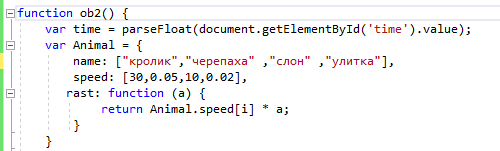 function ob2() {
var time = parseFloat(document.getElementById('time').value);
var Animal = {
name: ["кролик","черепаха" ,"слон" ,"улитка"],
speed: [30,0.05,10,0.02],
rast: function (a) {
return Animal.speed[i] * a;
}
}